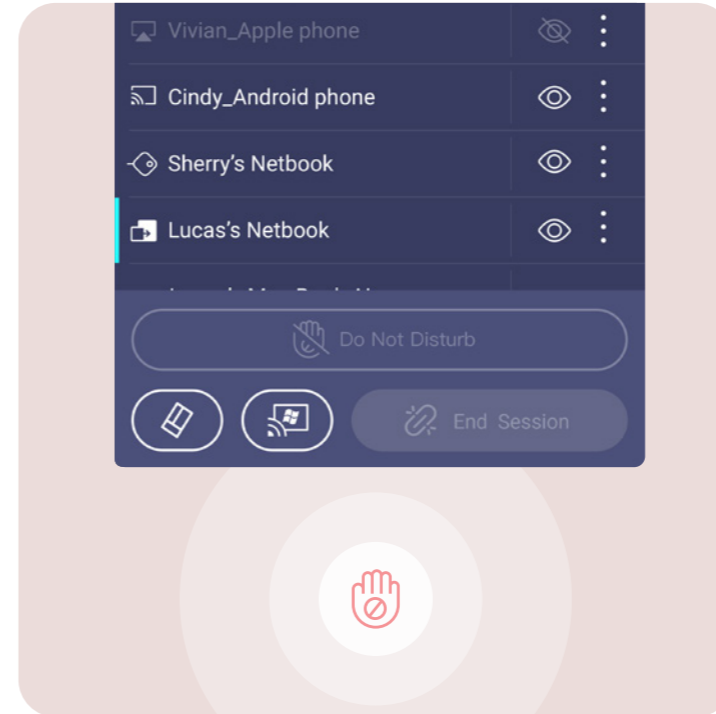 Vivian_Apple phone
Cindy_Android phone
Sherry's Netbook
Lucas's Netbook
Do Not Disturb
End Session